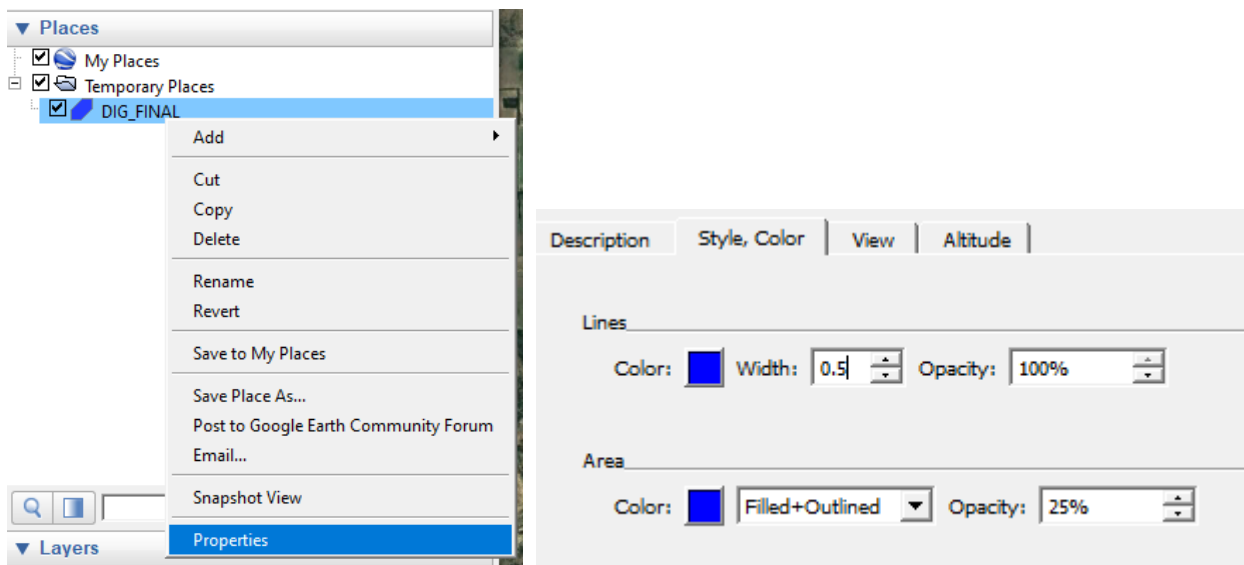 Places
My Places
Temporary Places
DIG_FINAL
Add
Cut
Copy
Delete
Rename
Revert
Save to My Places
Save Place As...
Post to Google Earth Community Forum
Email...
Snapshot View
Properties
Layers
Description Style, Color View Altitude
Lines
Color: Width: 0.5 Opacity: 100%
Area
Color: Filled+Outlined Opacity: 25%